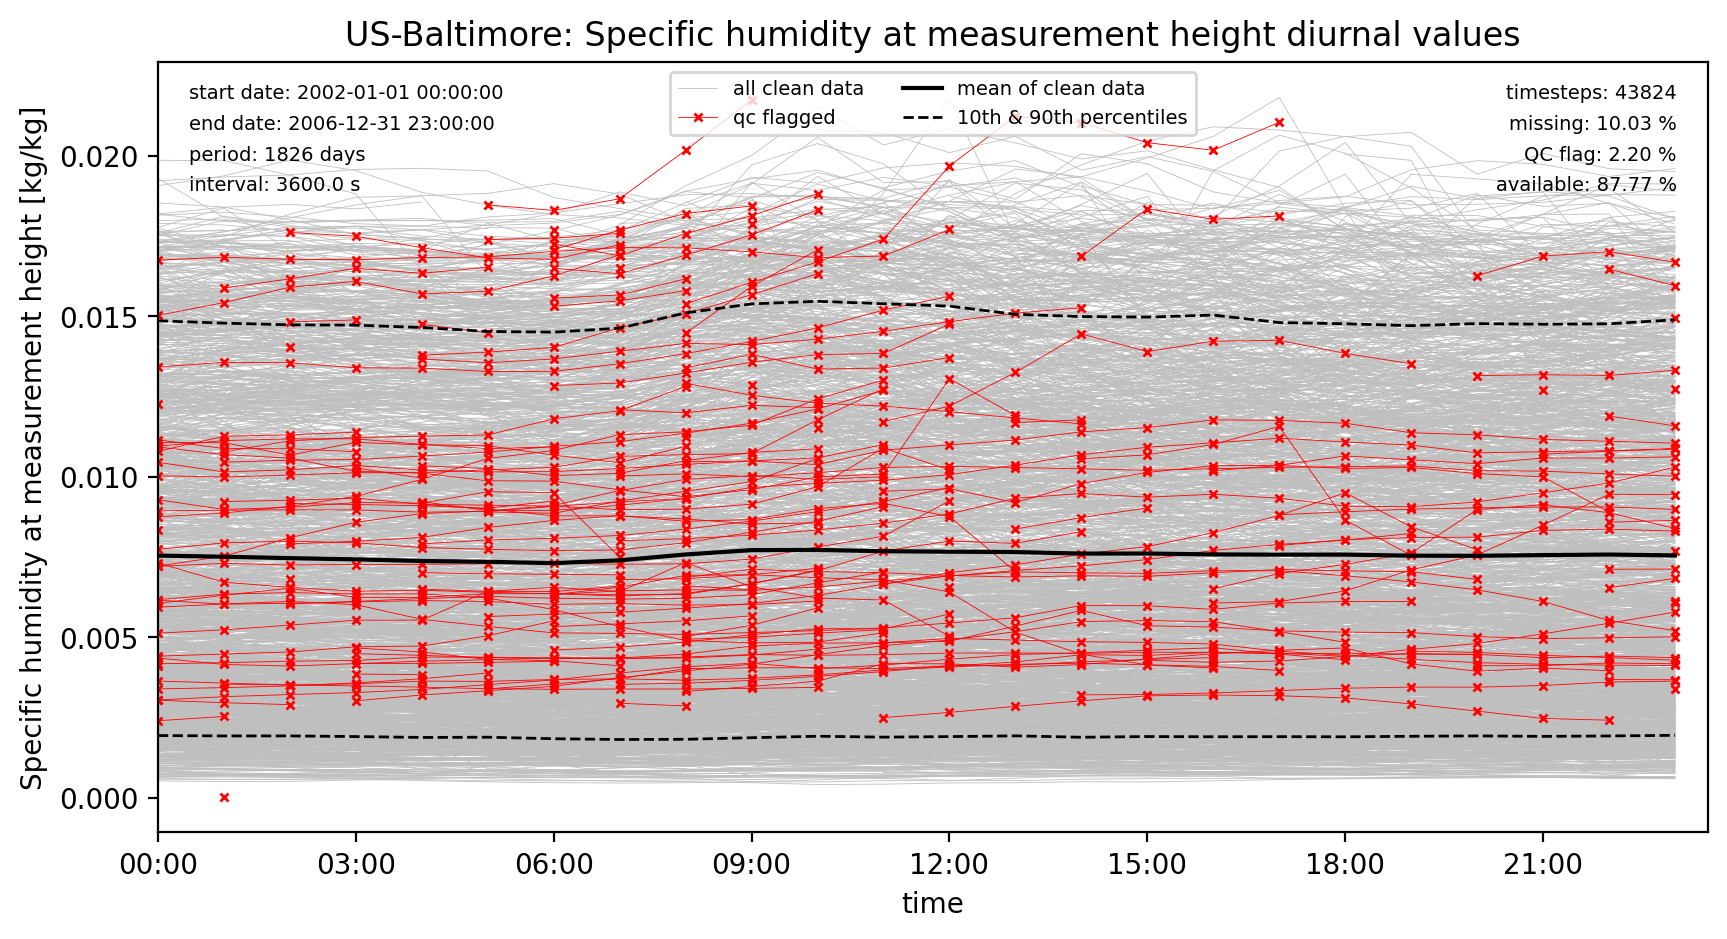 US-Baltimore: Specific humidity at measurement height diurnal values
start date: 2002-01-01 00:00:00
end date: 2006-12-31 23:00:00
period: 1826 days
interval: 3600.0 s
all clean data
qc flagged
mean of clean data
10th & 90th percentiles
timesteps: 43824
missing: 10.03 %
QC flag: 2.20 %
available: 87.77 %
Specific humidity at measurement height [kg/kg]
0.020
0.015
0.010
0.005
0.000
00:00 03:00 06:00 09:00 12:00 15:00 18:00 21:00
time